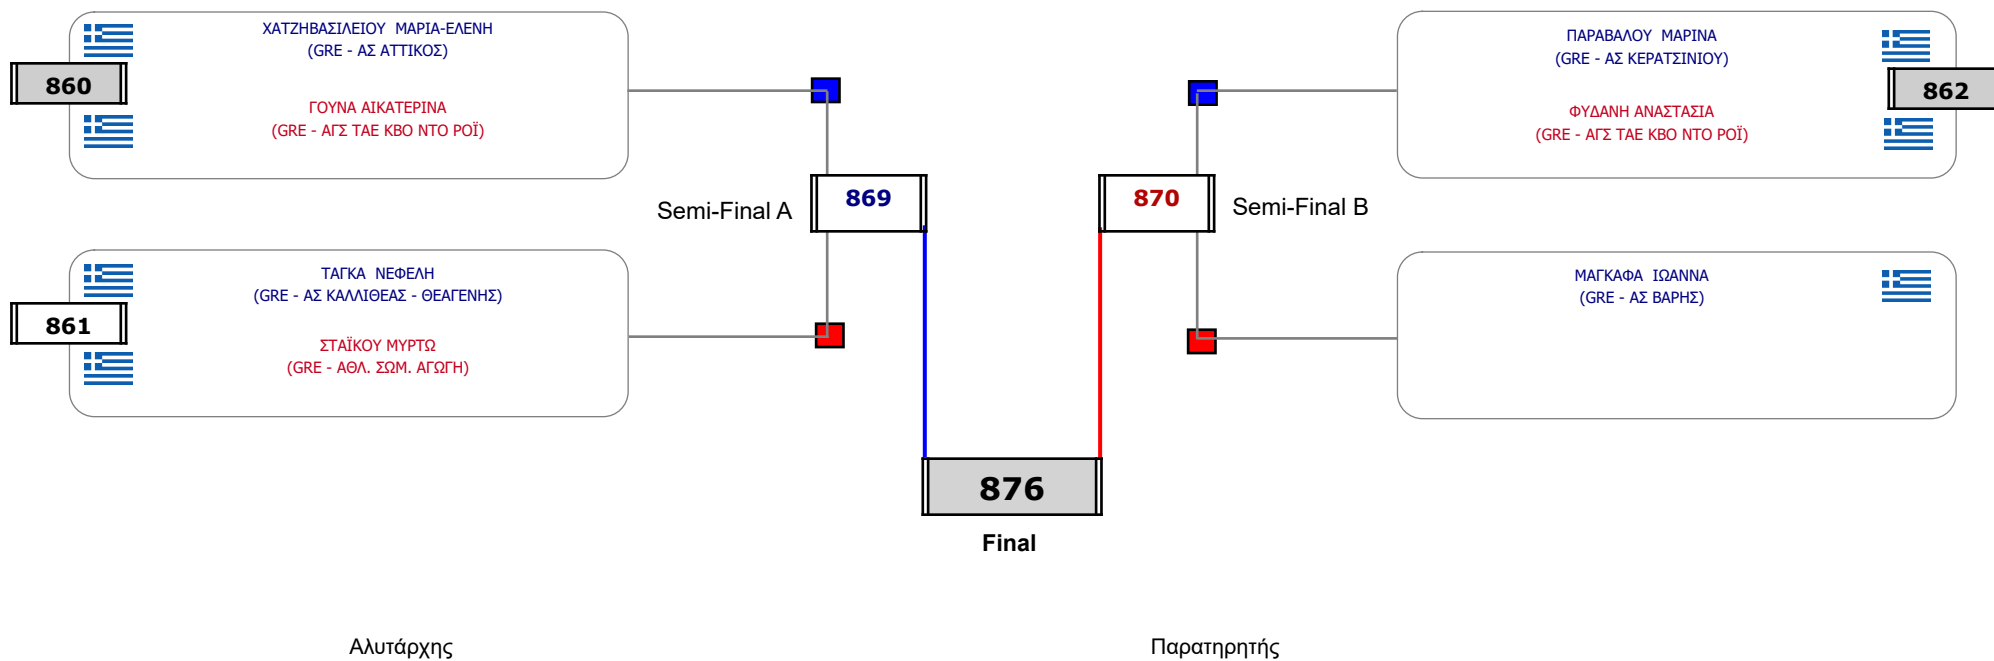 ΧΑΤΖΗΒΑΣΙΛΕΙΟΥ ΜΑΡΙΑ-ΕΛΕΝΗ
(GRE - ΑΣ ΑΤΤΙΚΟΣ)
860
ΓΟΥΝΑ ΑΙΚΑΤΕΡΙΝΑ
(GRE - ΑΓΣ ΤΑΕ ΚΒΟ ΝΤΟ ΡΟΪ)
ΠΑΡΑΒΑΛΟΥ ΜΑΡΙΝΑ
(GRE - ΑΣ ΚΕΡΑΤΣΙΝΙΟΥ)
862
ΦΥΔΑΝΗ ΑΝΑΣΤΑΣΙΑ
(GRE - ΑΓΣ ΤΑΕ ΚΒΟ ΝΤΟ ΡΟΪ)
Semi-Final A
869
870
Semi-Final B
ΤΑΓΚΑ ΝΕΦΕΛΗ
(GRE - ΑΣ ΚΑΛΛΙΘΕΑΣ - ΘΕΑΓΕΝΗΣ)
861
ΣΤΑΪΚΟΥ ΜΥΡΤΩ
(GRE - ΑΘΛ. ΣΩΜ. ΑΓΩΓΗ)
ΜΑΓΚΑΦΑ ΙΩΑΝΝΑ
(GRE - ΑΣ ΒΑΡΗΣ)
876
Final
Αλυτάρχης
Παρατηρητής